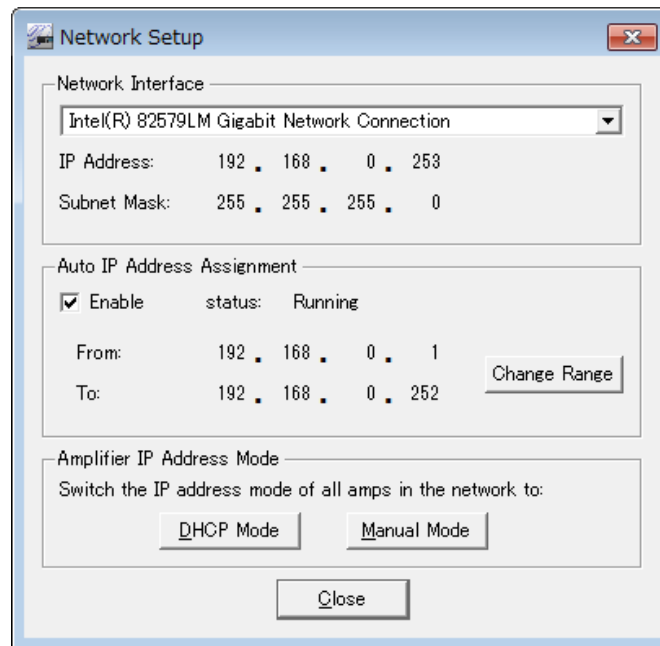 Network Setup
Network Interface
Intel(R) 82579LM Gigabit Network Connection
IP Address: 192 . 168 . 0 . 253
Subnet Mask: 255 . 255 . 255 . 0
Auto IP Address Assignment
Enable status: Running
From: 192 . 168 . 0 . 1
To: 192 . 168 . 0 . 252
Change Range
Amplifier IP Address Mode
Switch the IP address mode of all amps in the network to:
DHCP Mode Manual Mode
Close